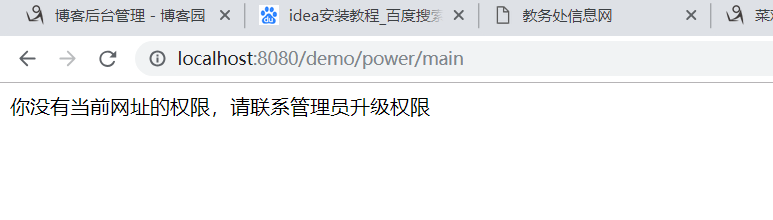 博客后台管理 - 博客园
idea安装教程_百度搜索
教务处信息网
localhost:8080/demo/power/main
你没有当前网址的权限，请联系管理员升级权限